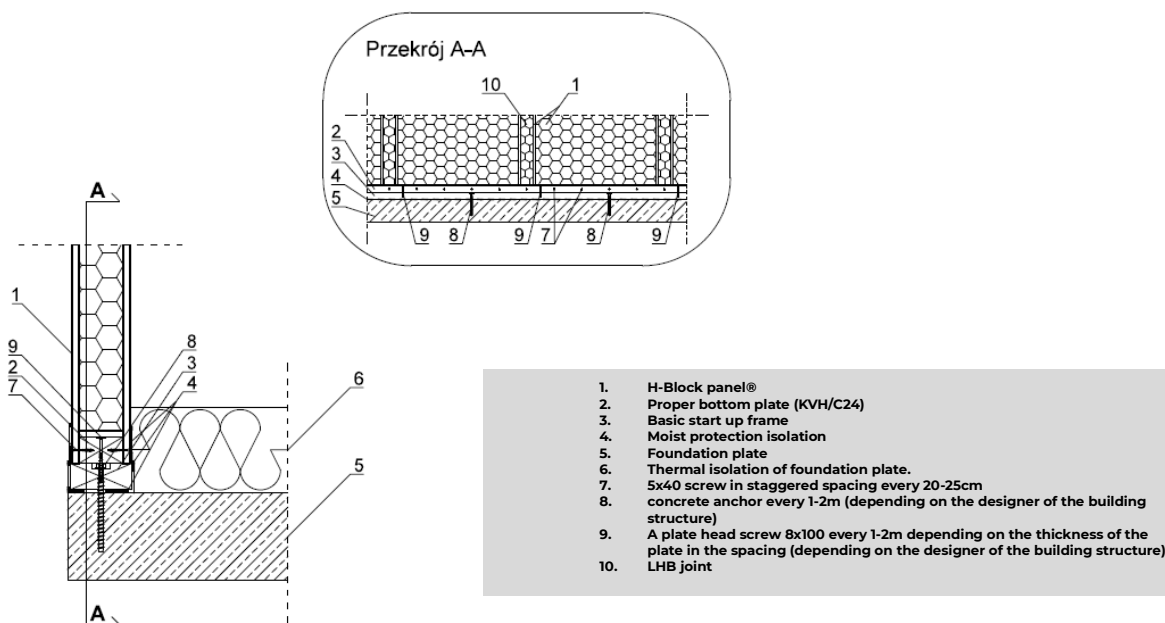 Przekrój A-A
10 1
2
3
4
5
9 8 9 7 8 9
A
1
9
2
7
8
3
4
6
5
A
1. H-Block panel®
2. Proper bottom plate (KVH/C24)
3. Basic start up frame
4. Moist protection isolation
5. Foundation plate
6. Thermal isolation of foundation plate.
7. 5x40 screw in staggered spacing every 20-25cm
8. concrete anchor every 1-2m (depending on the designer of the building
structure)
9. A plate head screw 8x100 every 1-2m depending on the thickness of the
plate in the spacing (depending on the designer of the building structure)
10. LHB joint